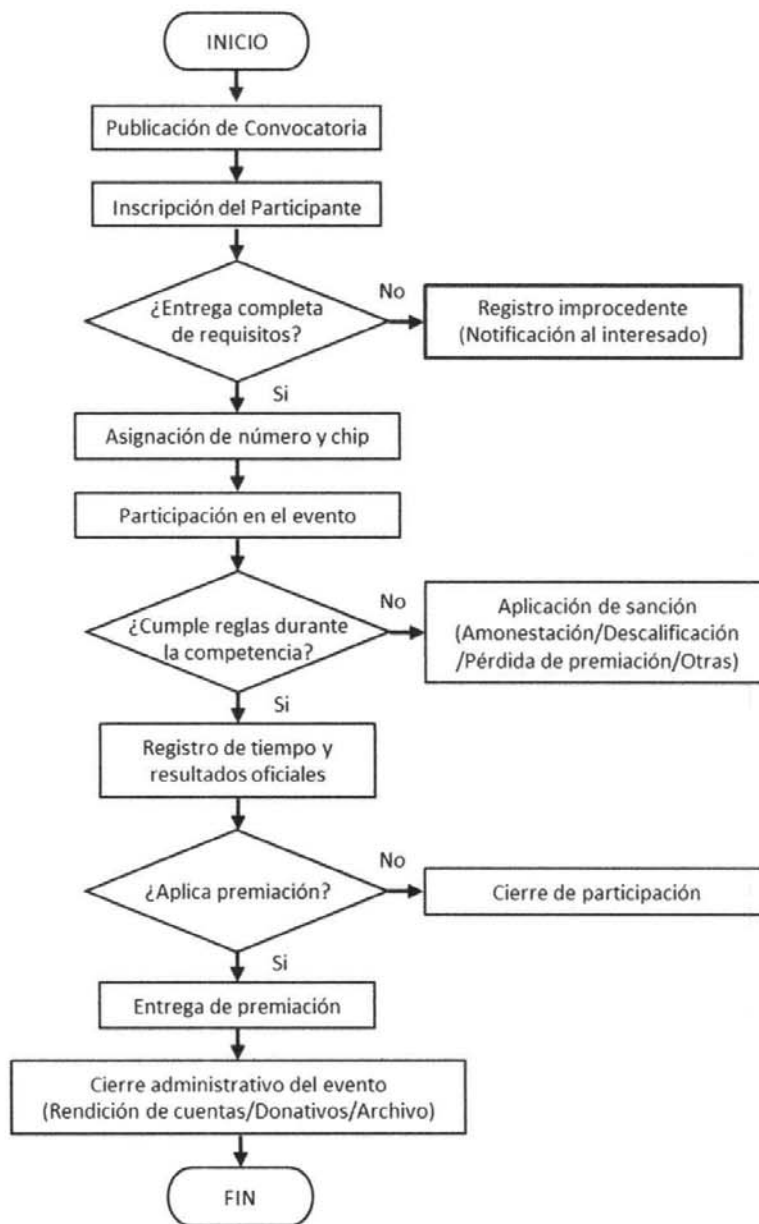 INICIO
Publicación de Convocatoria
Inscripción del Participante
¿Entrega completa
de requisitos?
No
Registro improcedente
(Notificación al interesado)
Si
Asignación de número y chip
Participación en el evento
¿Cumple reglas durante
la competencia?
No
Aplicación de sanción
(Amonestación/Descalificación
/Pérdida de premiación/Otras)
Si
Registro de tiempo y
resultados oficiales
¿Aplica premiación?
No
Cierre de participación
Si
Entrega de premiación
Cierre administrativo del evento
(Rendición de cuentas/Donativos/Archivo)
FIN